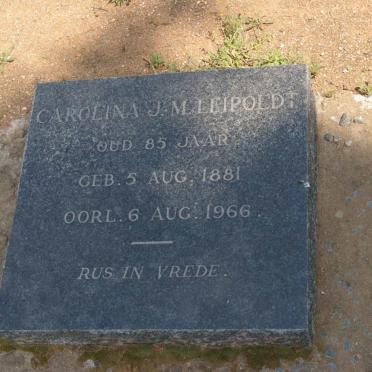 CAROLINA J. M. LEIPOLDT
OUD 85 JAAR
GEB. 5 AUG. 1881
OORL. 6 AUG. 1966.
RUS IN VREDE.